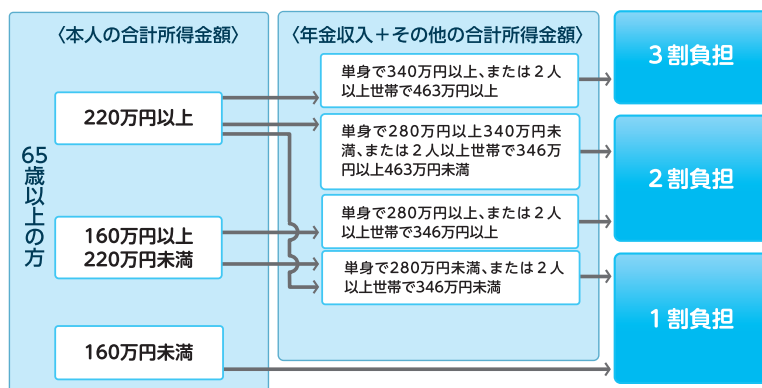 〈本人の合計所得金額〉
〈年金収入＋その他の合計所得金額〉
65歳以上の方
220万円以上
160万円以上
220万円未満
160万円未満
単身で340万円以上、または２人
以上世帯で463万円以上
単身で280万円以上340万円未
満、または２人以上世帯で346万
円以上463万円未満
単身で280万円以上、または２人
以上世帯で346万円以上
単身で280万円未満、または２人
以上世帯で346万円未満
３割負担
２割負担
１割負担